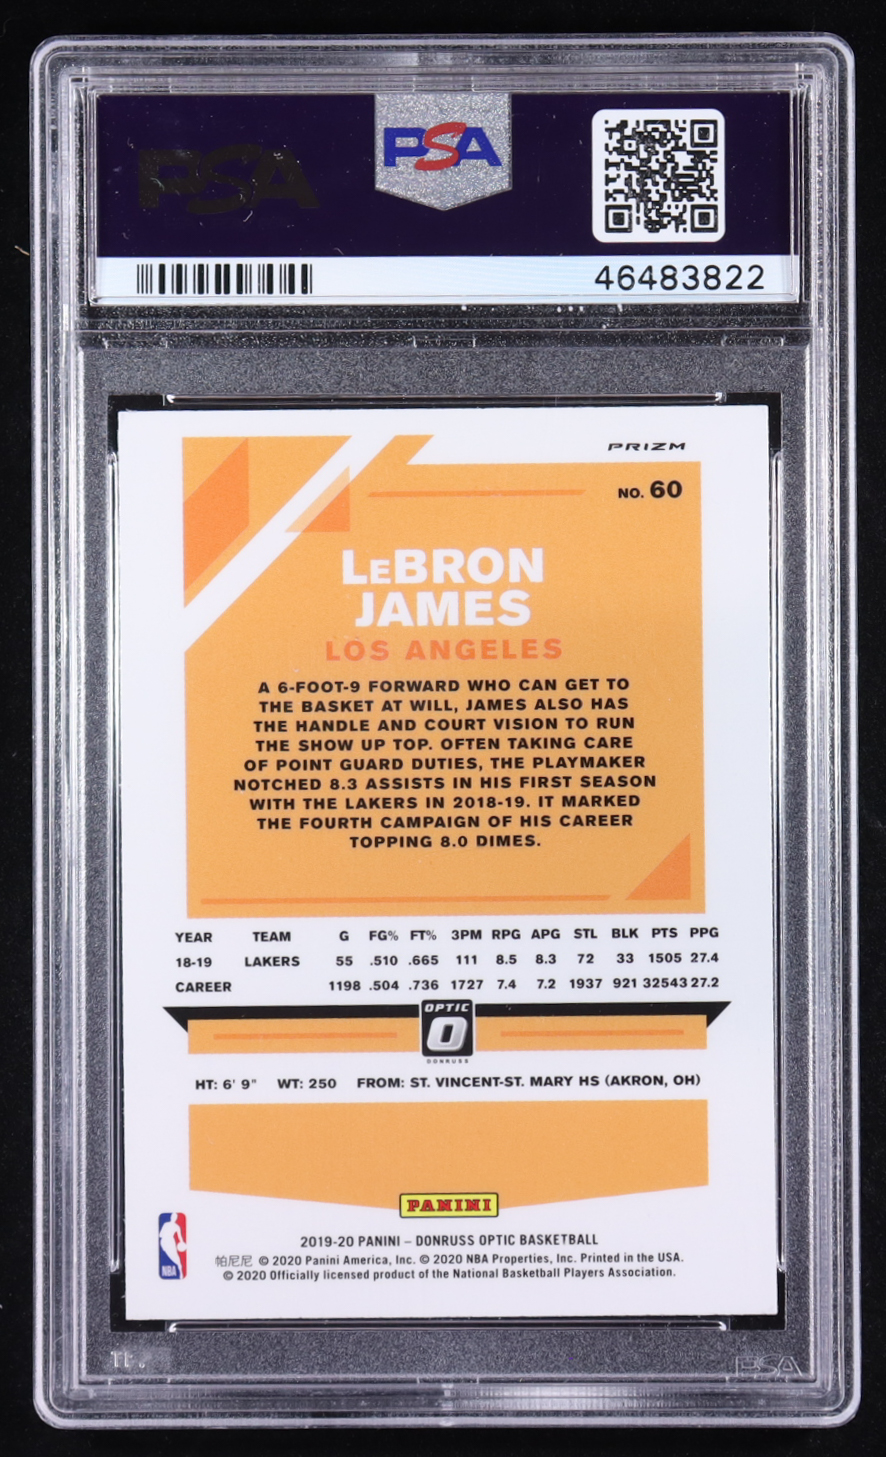 PSA
PSA
46483822
PRIZM
NO. 60
LeBRON
JAMES
LOS ANGELES
A 6-FOOT-9 FORWARD WHO CAN GET TO
THE BASKET AT WILL, JAMES ALSO HAS
THE HANDLE AND COURT VISION TO RUN
THE SHOW UP TOP. OFTEN TAKING CARE
OF POINT GUARD DUTIES, THE PLAYMAKER
NOTCHED 8.3 ASSISTS IN HIS FIRST SEASON
WITH THE LAKERS IN 2018-19. IT MARKED
THE FOURTH CAMPAIGN OF HIS CAREER
TOPPING 8.0 DIMES.
YEAR TEAM G FG% FT% 3PM RPG APG STL BLK PTS PPG
18-19 LAKERS 55 .510 .665 111 8.5 8.3 72 33 1505 27.4
CAREER 1198 .504 .736 1727 7.4 7.2 1937 921 32543 27.2
OPTIC
O
DONRUSS
HT: 6' 9" WT: 250 FROM: ST. VINCENT-ST. MARY HS (AKRON, OH)
PANINI
NBA
2019-20 PANINI – DONRUSS OPTIC BASKETBALL
帕尼尼 © 2020 Panini America, Inc. © 2020 NBA Properties, Inc. Printed in the USA.
© 2020 Officially licensed product of the National Basketball Players Association.
PSA